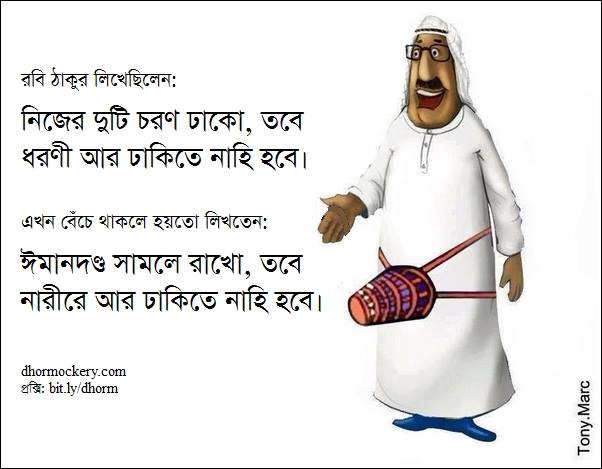 রবি ঠাকুর লিখেছিলেন:
নিজের দুটি চরণ ঢাকো, তবে
ধরণী আর ঢাকিতে নাহি হবে।
এখন বেঁচে থাকলে হয়তো লিখতেন:
ঈমানদণ্ড সামলে রাখো, তবে
নারীরে আর ঢাকিতে নাহি হবে।
dhormockery.com
প্রক্সি: bit.ly/dhorm
Tony.Marc